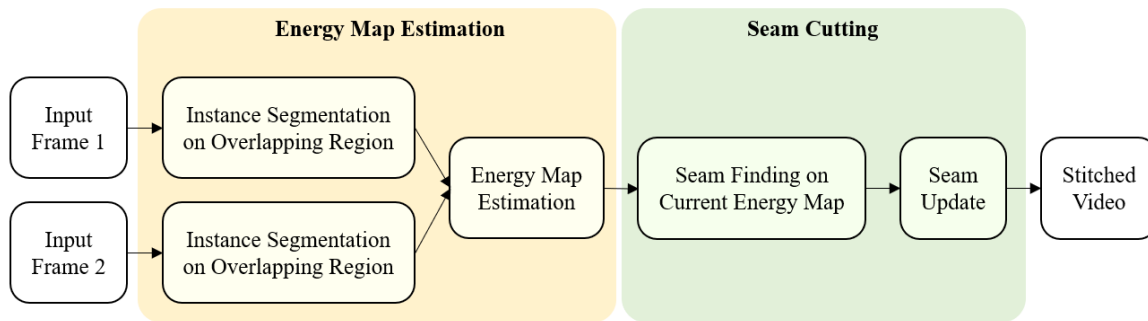 Energy Map Estimation
Seam Cutting
Input
Frame 1
Instance Segmentation
on Overlapping Region
Input
Frame 2
Instance Segmentation
on Overlapping Region
Energy Map
Estimation
Seam Finding on
Current Energy Map
Seam
Update
Stitched
Video